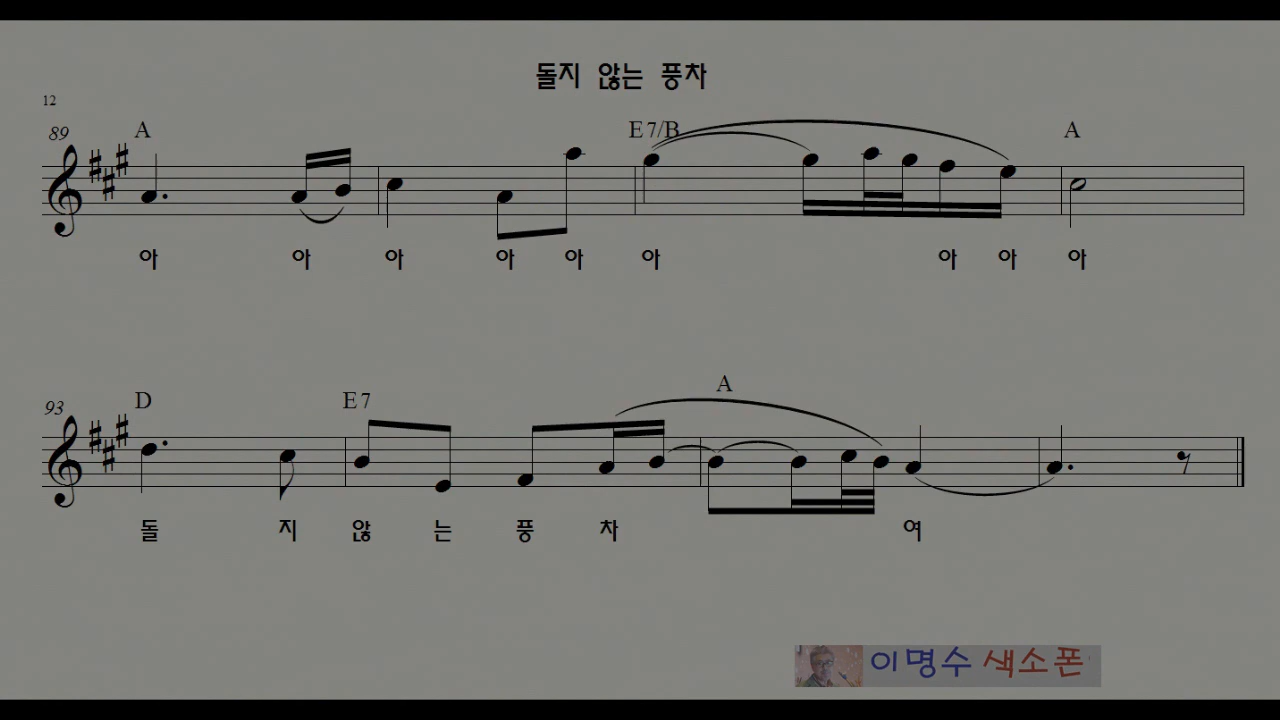 돌지 않는 풍차
12
89 A E7/B A
아 아 아 아 아 아 아 아 아
93 D E7 A
돌 지 않 는 풍 차 여
이명수 색소폰